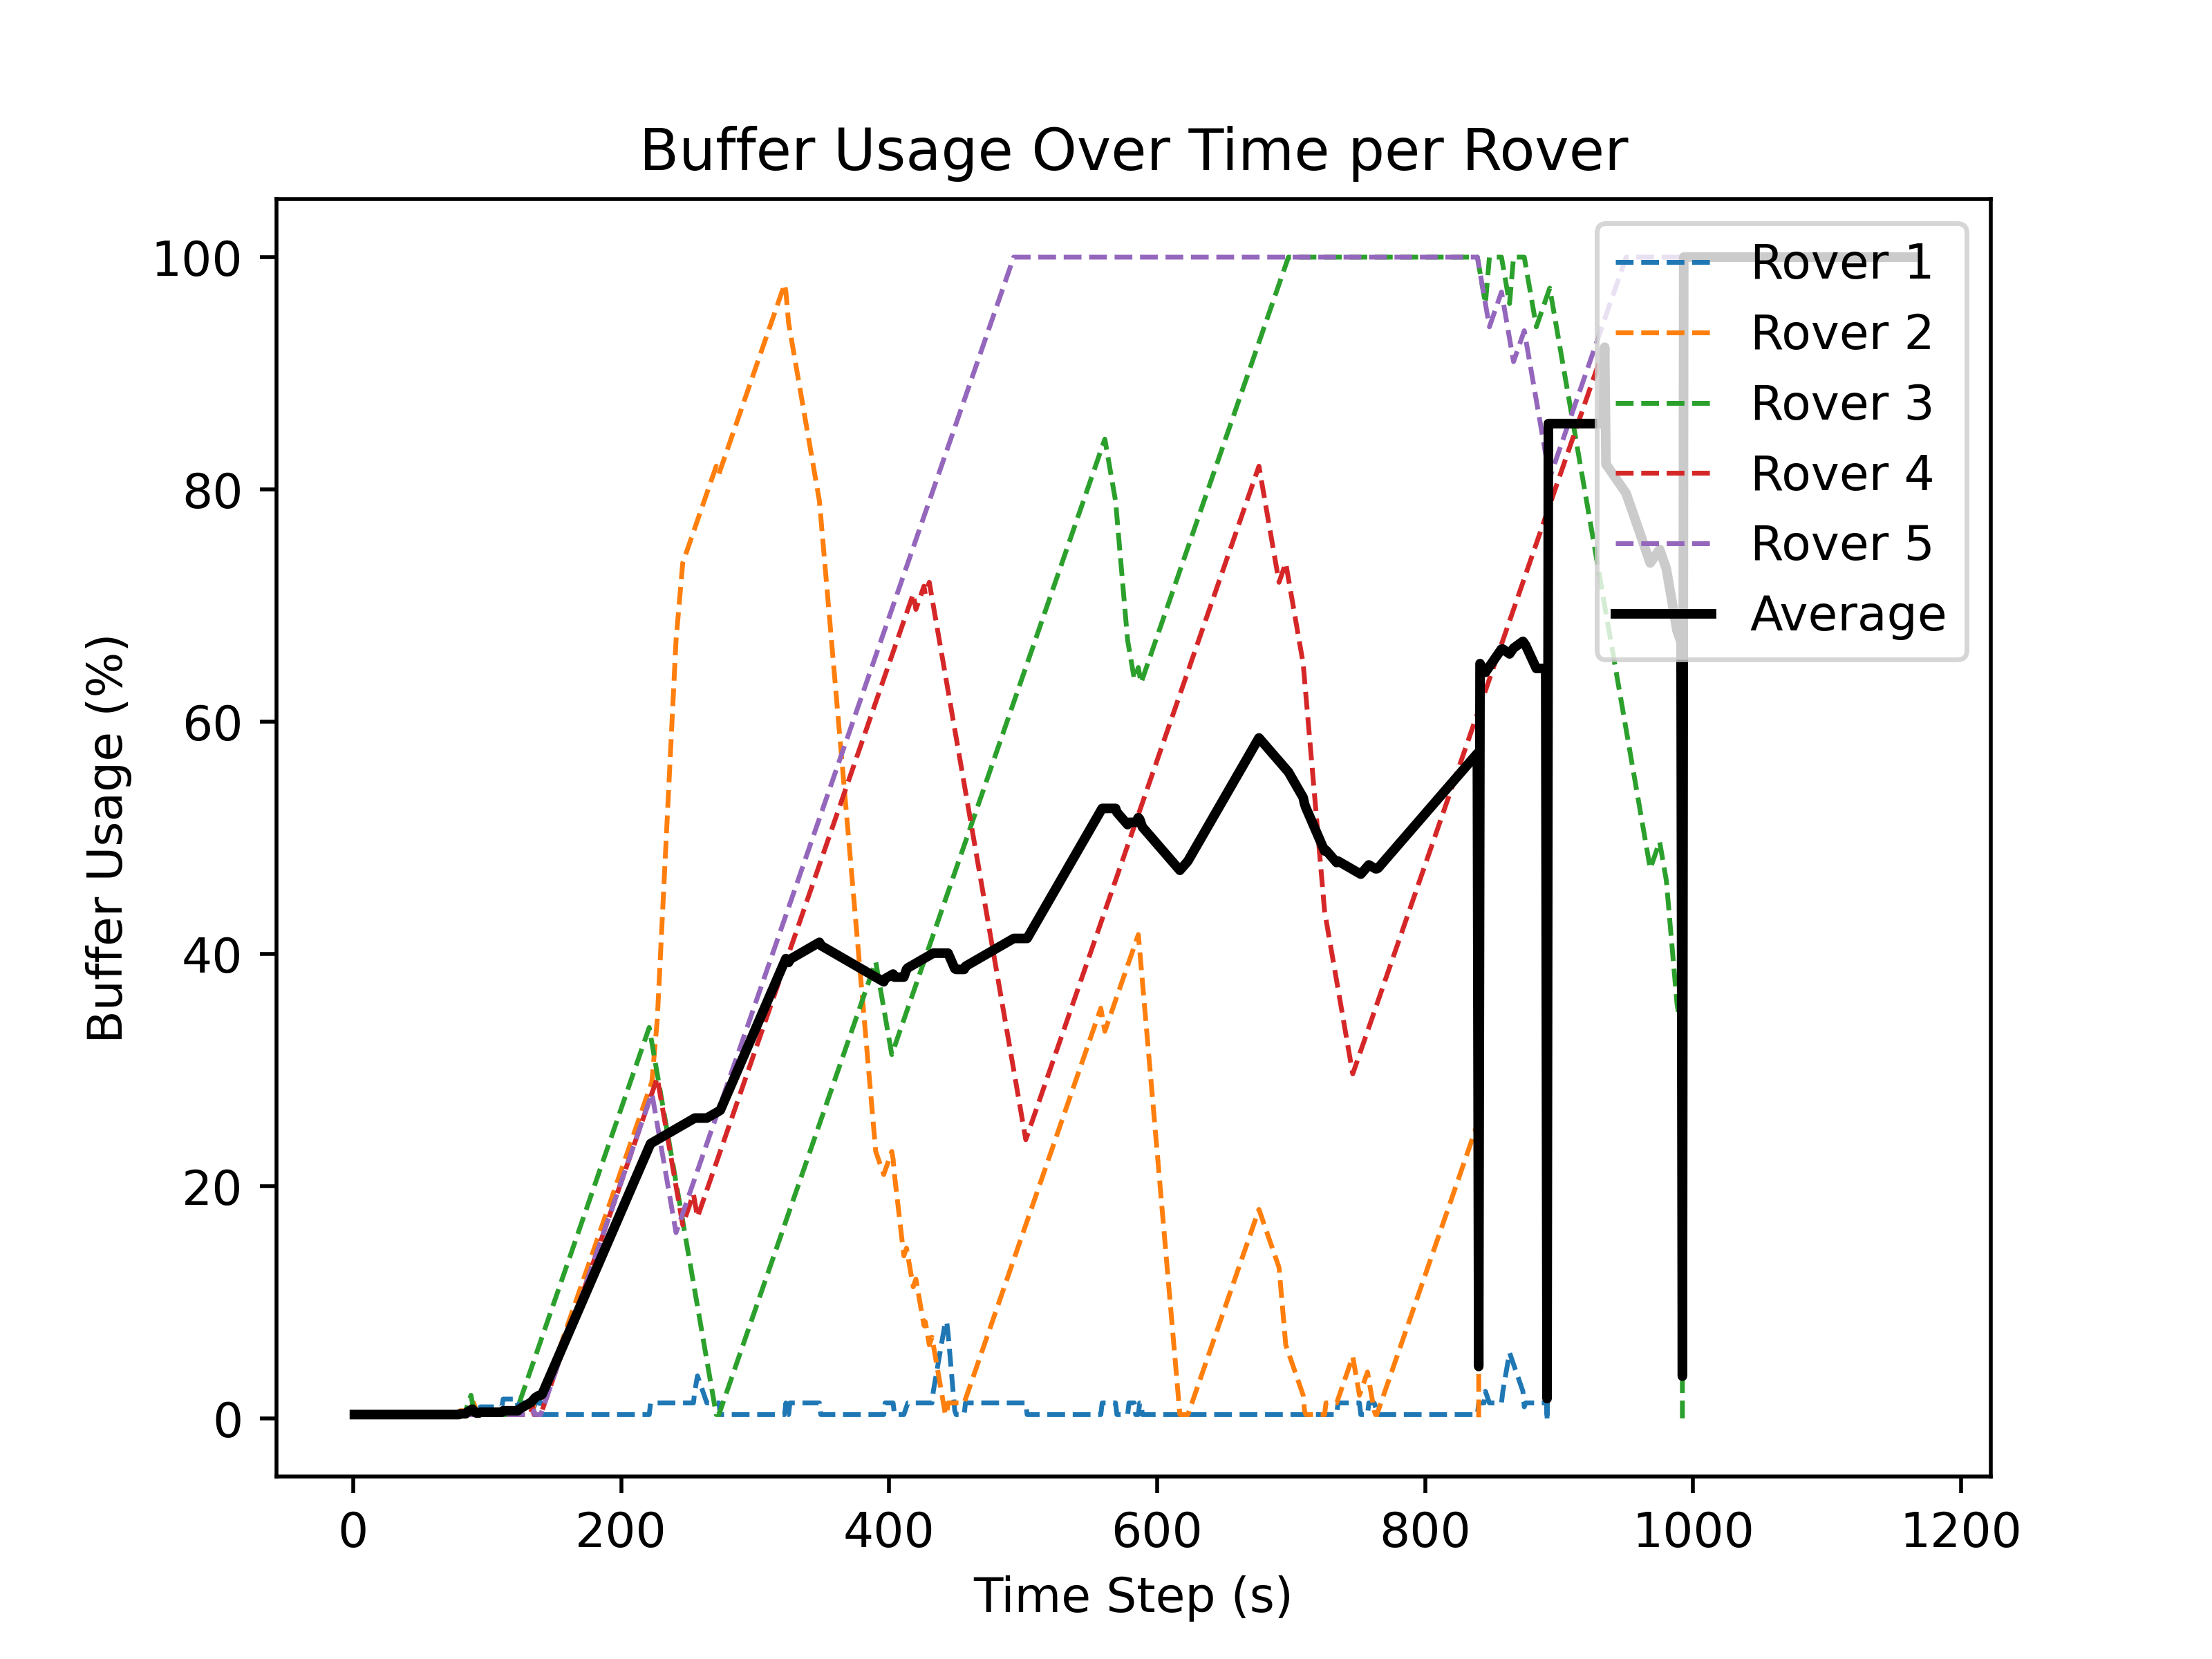 Buffer Usage Over Time per Rover
Buffer Usage (%)
100
80
60
40
20
0
0 200 400 600 800 1000 1200
Time Step (s)
Rover 1
Rover 2
Rover 3
Rover 4
Rover 5
Average